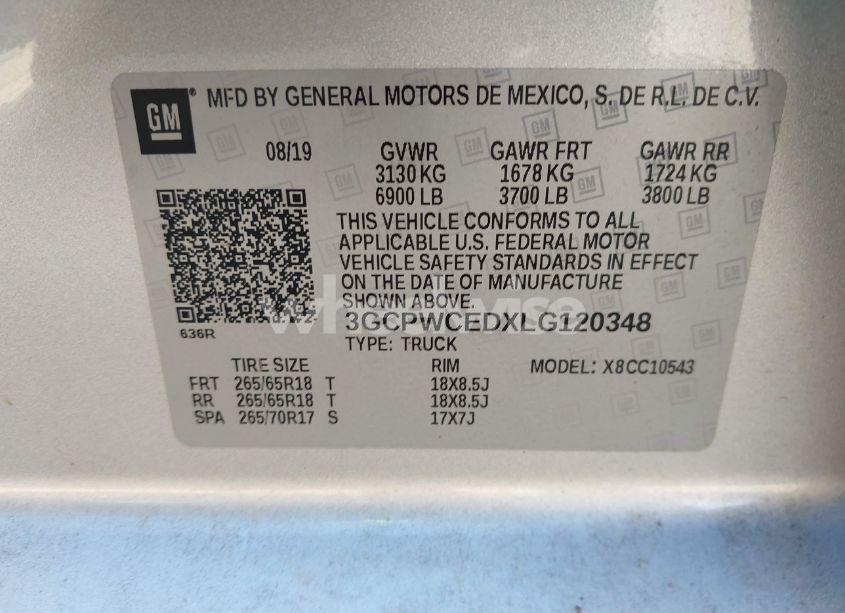 GM ® MFD BY GENERAL MOTORS DE MEXICO, S. DE R.L. DE C.V.
08/19 GVWR GAWR FRT GAWR RR
3130 KG 1678 KG 1724 KG
6900 LB 3700 LB 3800 LB
THIS VEHICLE CONFORMS TO ALL
APPLICABLE U.S. FEDERAL MOTOR
VEHICLE SAFETY STANDARDS IN EFFECT
ON THE DATE OF MANUFACTURE
SHOWN ABOVE.
3GCPWCEDXLG120348
636R
TYPE: TRUCK
TIRE SIZE RIM MODEL: X8CC10543
FRT 265/65R18 T 18X8.5J
RR 265/65R18 T 18X8.5J
SPA 265/70R17 S 17X7J